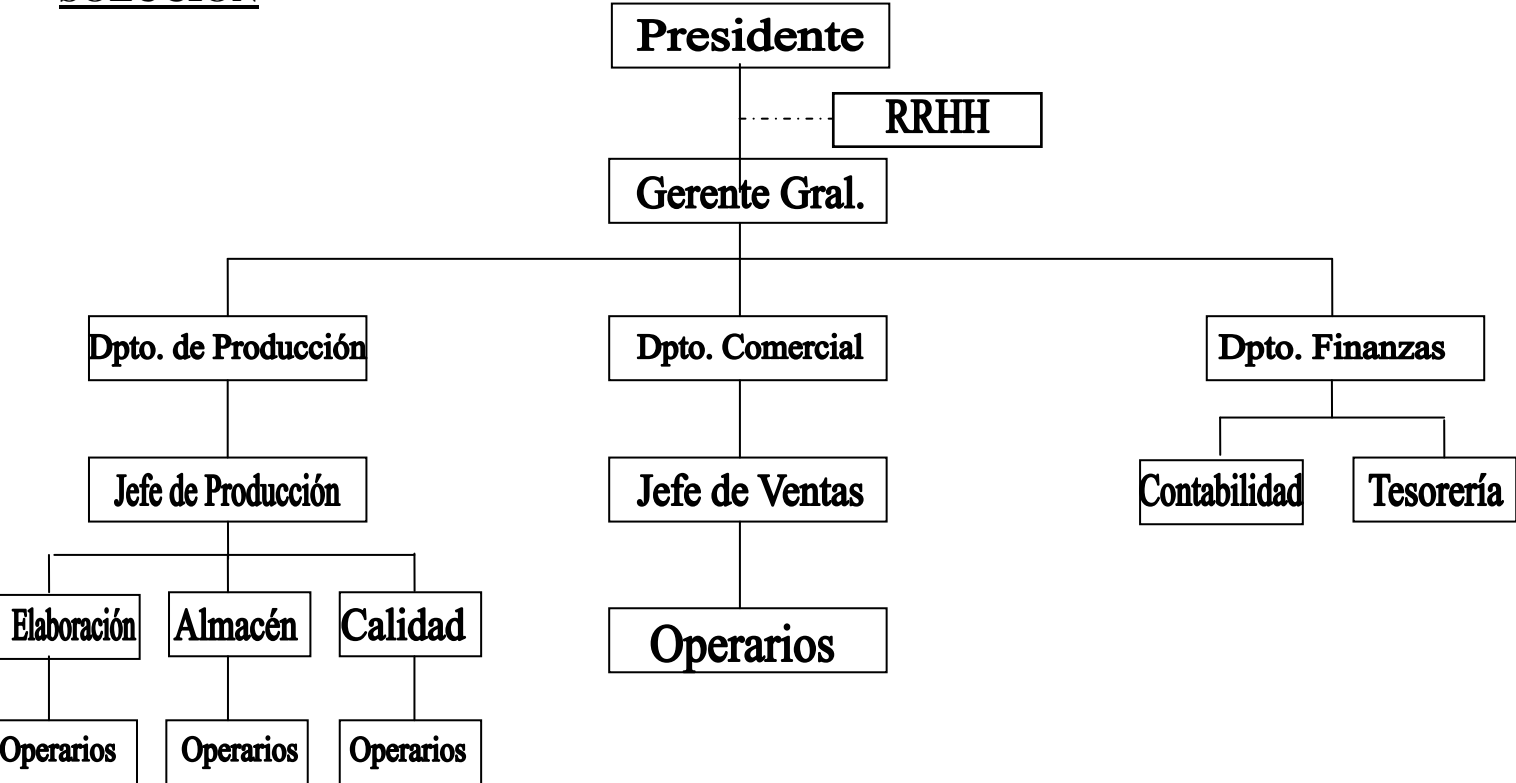 Presidente
RRHH
Gerente Gral.
Dpto. de Producción
Dpto. Comercial
Dpto. Finanzas
Jefe de Producción
Jefe de Ventas
Contabilidad
Tesorería
Elaboración
Almacén
Calidad
Operarios
Operarios
Operarios
Operarios